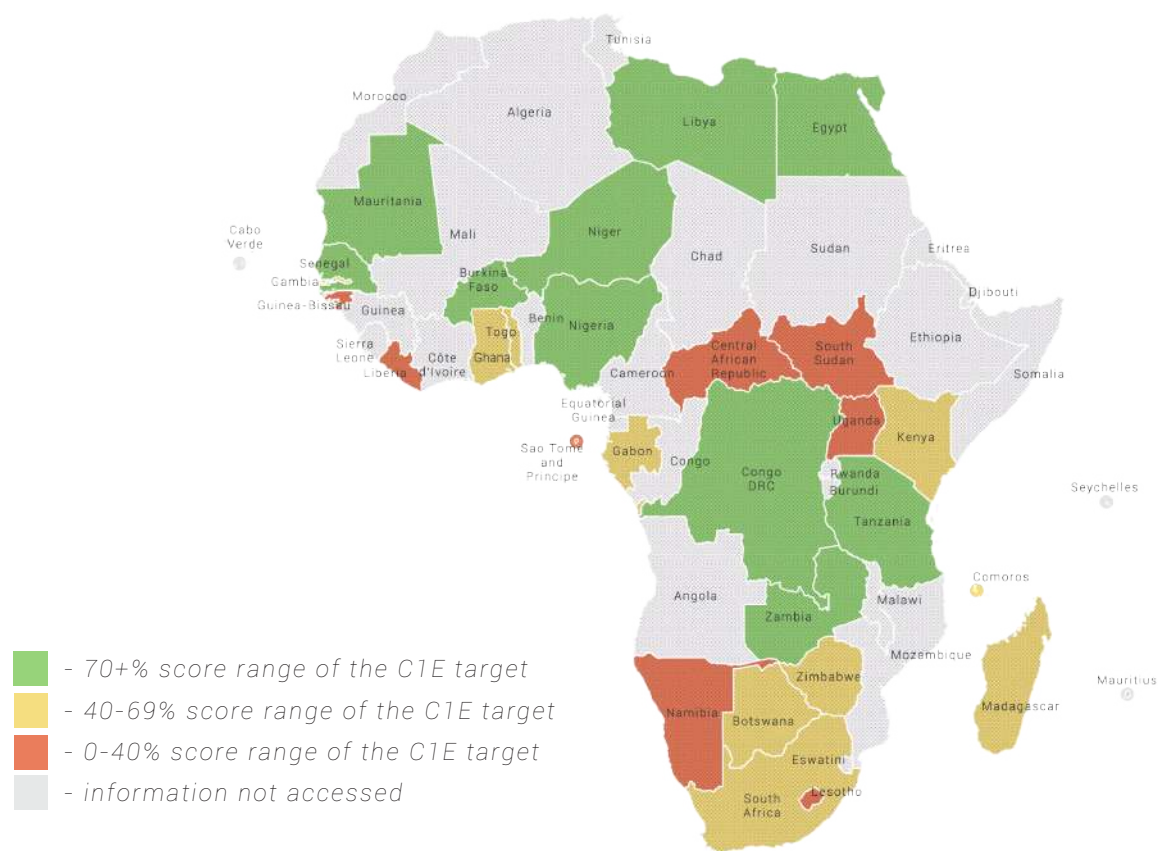 Tunisia
Morocco
Algeria
Libya
Egypt
Mauritania
Mali
Niger
Cabo
Verde
Chad
Sudan
Eritrea
Senegal
Gambia
Burkina
Faso
Djibouti
Guinea-Bissau
Guinea
Benin
Nigeria
Togo
Ethiopia
Sierra
Leone
Liberia
Côte
d'Ivoire
Ghana
Cameroon
Central
African
Republic
South
Sudan
Somalia
Equatorial
Guinea
Uganda
Kenya
Sao Tome
and
Principe
Gabon
Congo
Congo
DRC
Rwanda
Burundi
Seychelles
Tanzania
Comoros
Angola
Malawi
Zambia
Mozambique
Mauritius
Zimbabwe
Madagascar
Namibia
Botswana
Eswatini
Lesotho
South
Africa
- 70+% score range of the C1E target
- 40-69% score range of the C1E target
- 0-40% score range of the C1E target
- information not accessed